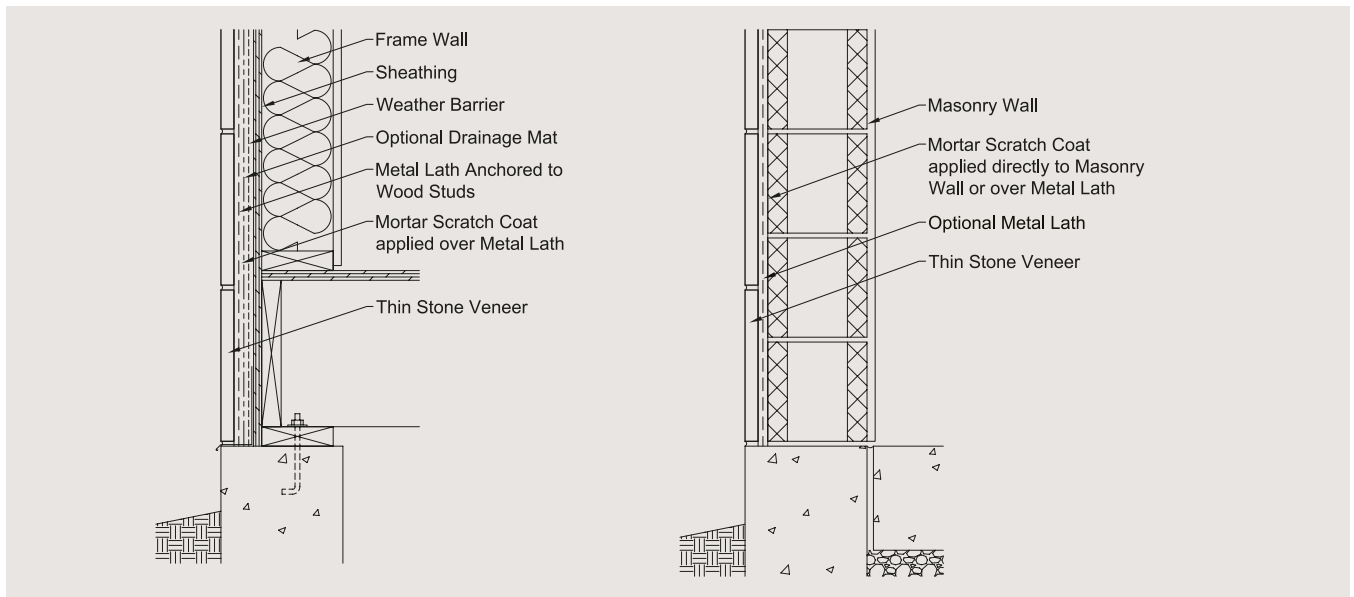 Frame Wall
Sheathing
Weather Barrier
Optional Drainage Mat
Metal Lath Anchored to
Wood Studs
Mortar Scratch Coat
applied over Metal Lath
Thin Stone Veneer
Masonry Wall
Mortar Scratch Coat
applied directly to Masonry
Wall or over Metal Lath
Optional Metal Lath
Thin Stone Veneer